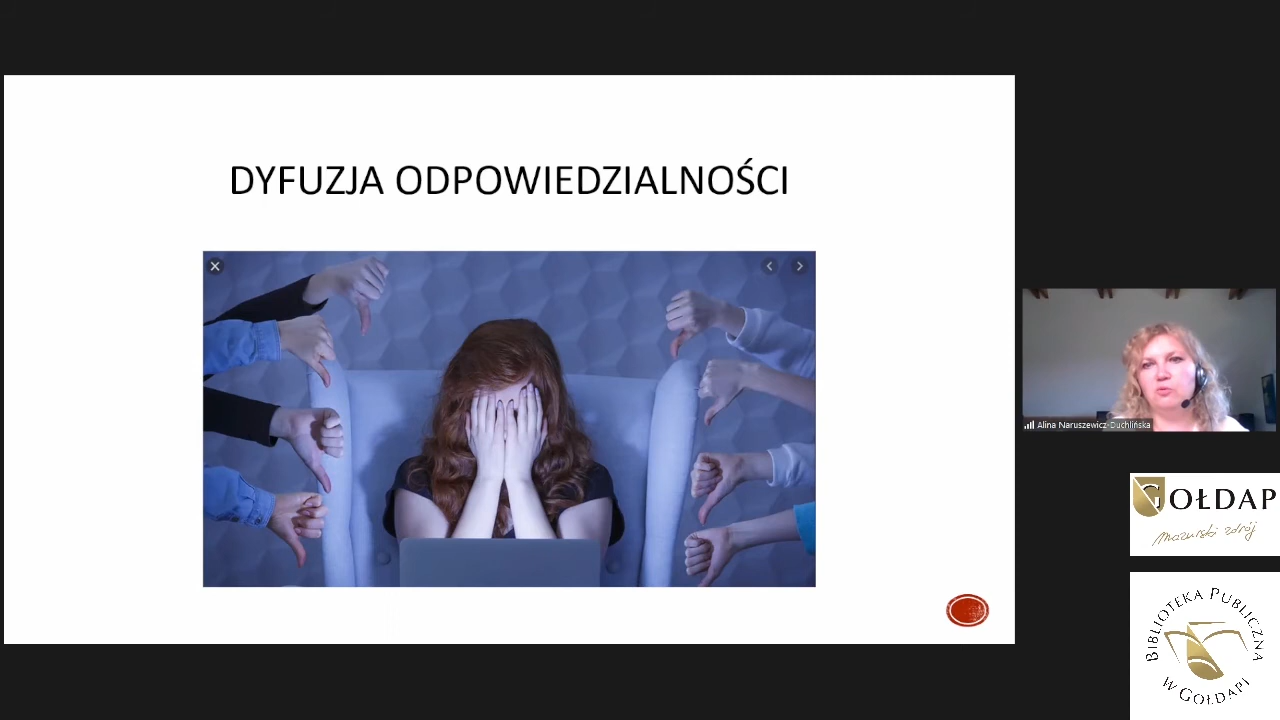 DYFUZJA ODPOWIEDZIALNOŚCI
Alina Naruszewicz-Duchlińska
GOŁDAP
mazurski zdrój
BIBLIOTEKA PUBLICZNA
W GOŁDAPI